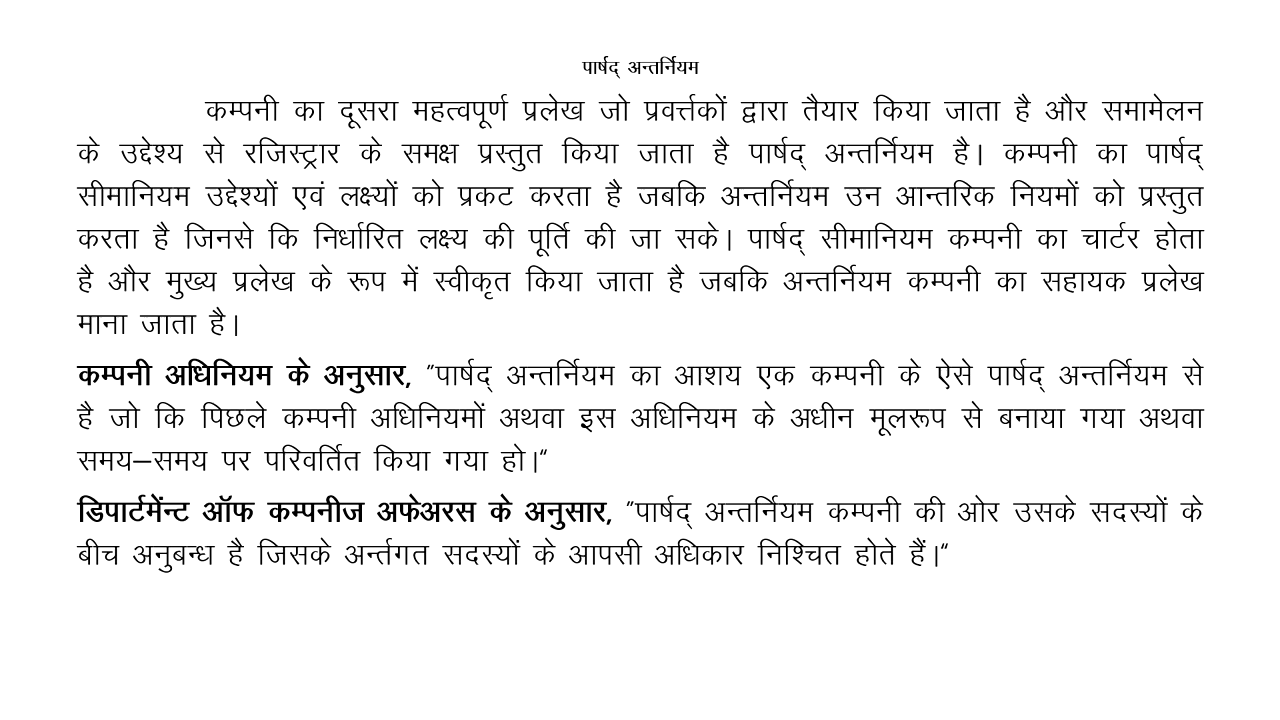 पार्षद् अन्तर्नियम
कम्पनी का दूसरा महत्वपूर्ण प्रलेख जो प्रवर्त्तकों द्वारा तैयार किया जाता है और समामेलन
के उद्देश्य से रजिस्ट्रार के समक्ष प्रस्तुत किया जाता है पार्षद् अन्तर्नियम है। कम्पनी का पार्षद्
सीमानियम उद्देश्यों एवं लक्ष्यों को प्रकट करता है जबकि अन्तर्नियम उन आन्तरिक नियमों को प्रस्तुत
करता है जिनसे कि निर्धारित लक्ष्य की पूर्ति की जा सके। पार्षद् सीमानियम कम्पनी का चार्टर होता
है और मुख्य प्रलेख के रूप में स्वीकृत किया जाता है जबकि अन्तर्नियम कम्पनी का सहायक प्रलेख
माना जाता है।
कम्पनी अधिनियम के अनुसार, "पार्षद् अन्तर्नियम का आशय एक कम्पनी के ऐसे पार्षद् अन्तर्नियम से
है जो कि पिछले कम्पनी अधिनियमों अथवा इस अधिनियम के अधीन मूलरूप से बनाया गया अथवा
समय–समय पर परिवर्तित किया गया हो।"
डिपार्टमेंन्ट ऑफ कम्पनीज अफेअरस के अनुसार, "पार्षद् अन्तर्नियम कम्पनी की ओर उसके सदस्यों के
बीच अनुबन्ध है जिसके अर्न्तगत सदस्यों के आपसी अधिकार निश्चित होते हैं।"